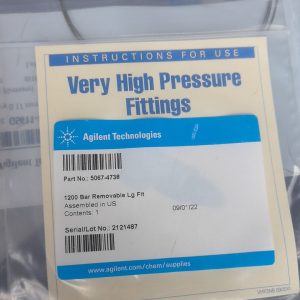 INSTRUCTIONS FOR USE
Very High Pressure
Fittings
Agilent Technologies
Part No.: 5067-4738
1200 Bar Removable Lg Fit
Assembled in US
Contents: 1
09/01/22
Serial/Lot No.: 2121487
www.agilent.com/chem/supplies